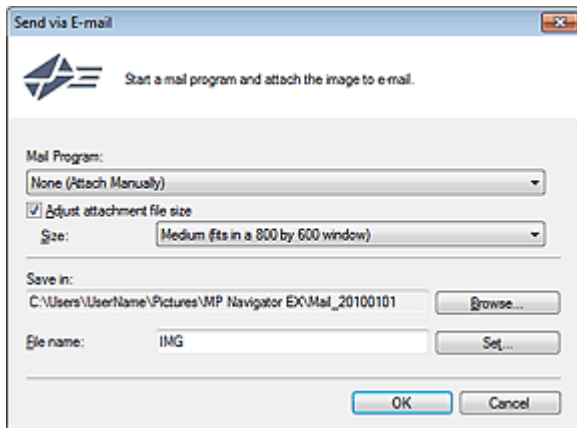 Send via E-mail
Start a mail program and attach the image to e-mail.
Mail Program:
None (Attach Manually)
Adjust attachment file size
Size: Medium (fits in a 800 by 600 window)
Save in:
C:\Users\UserName\Pictures\MP Navigator EX\Mail_20100101 Browse...
File name: IMG Set...
OK Cancel